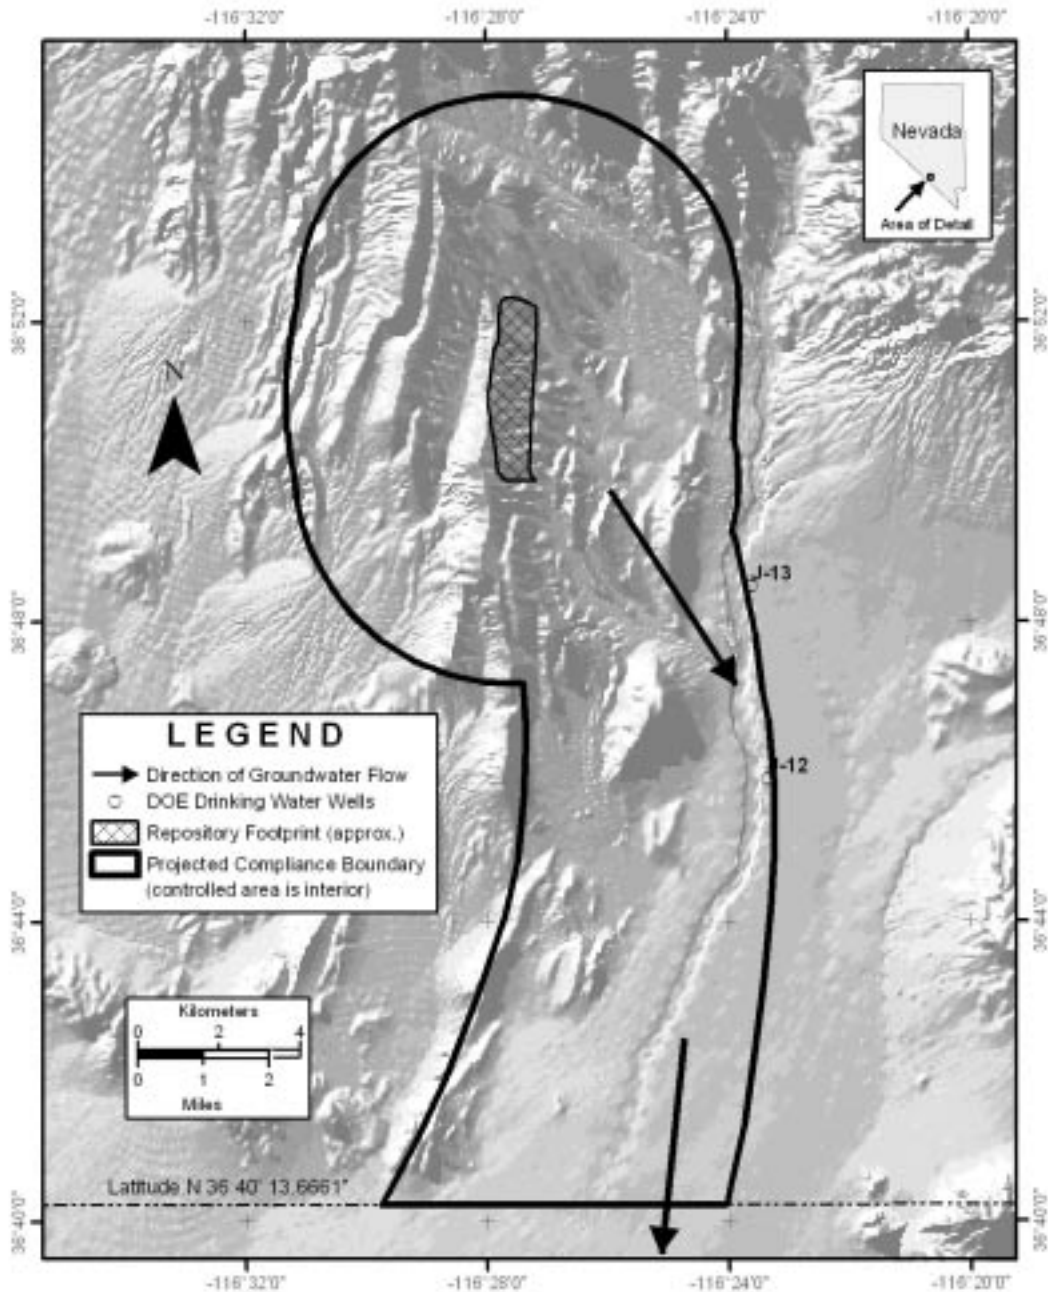 -116°32'0" -116°28'0" -116°24'0" -116°20'0"
Nevada
Area of Detail
36°52'0" 36°52'0"
N
J-13
36°48'0" 36°48'0"
LEGEND
Direction of Groundwater Flow
DOE Drinking Water Wells
Repository Footprint (approx.)
Projected Compliance Boundary
(controlled area is interior)
J-12
36°44'0" 36°44'0"
Kilometers
0 2 4
0 1 2
Miles
Latitude N 36 40' 13.6661"
36°40'0" 36°40'0"
-116°32'0" -116°28'0" -116°24'0" -116°20'0"